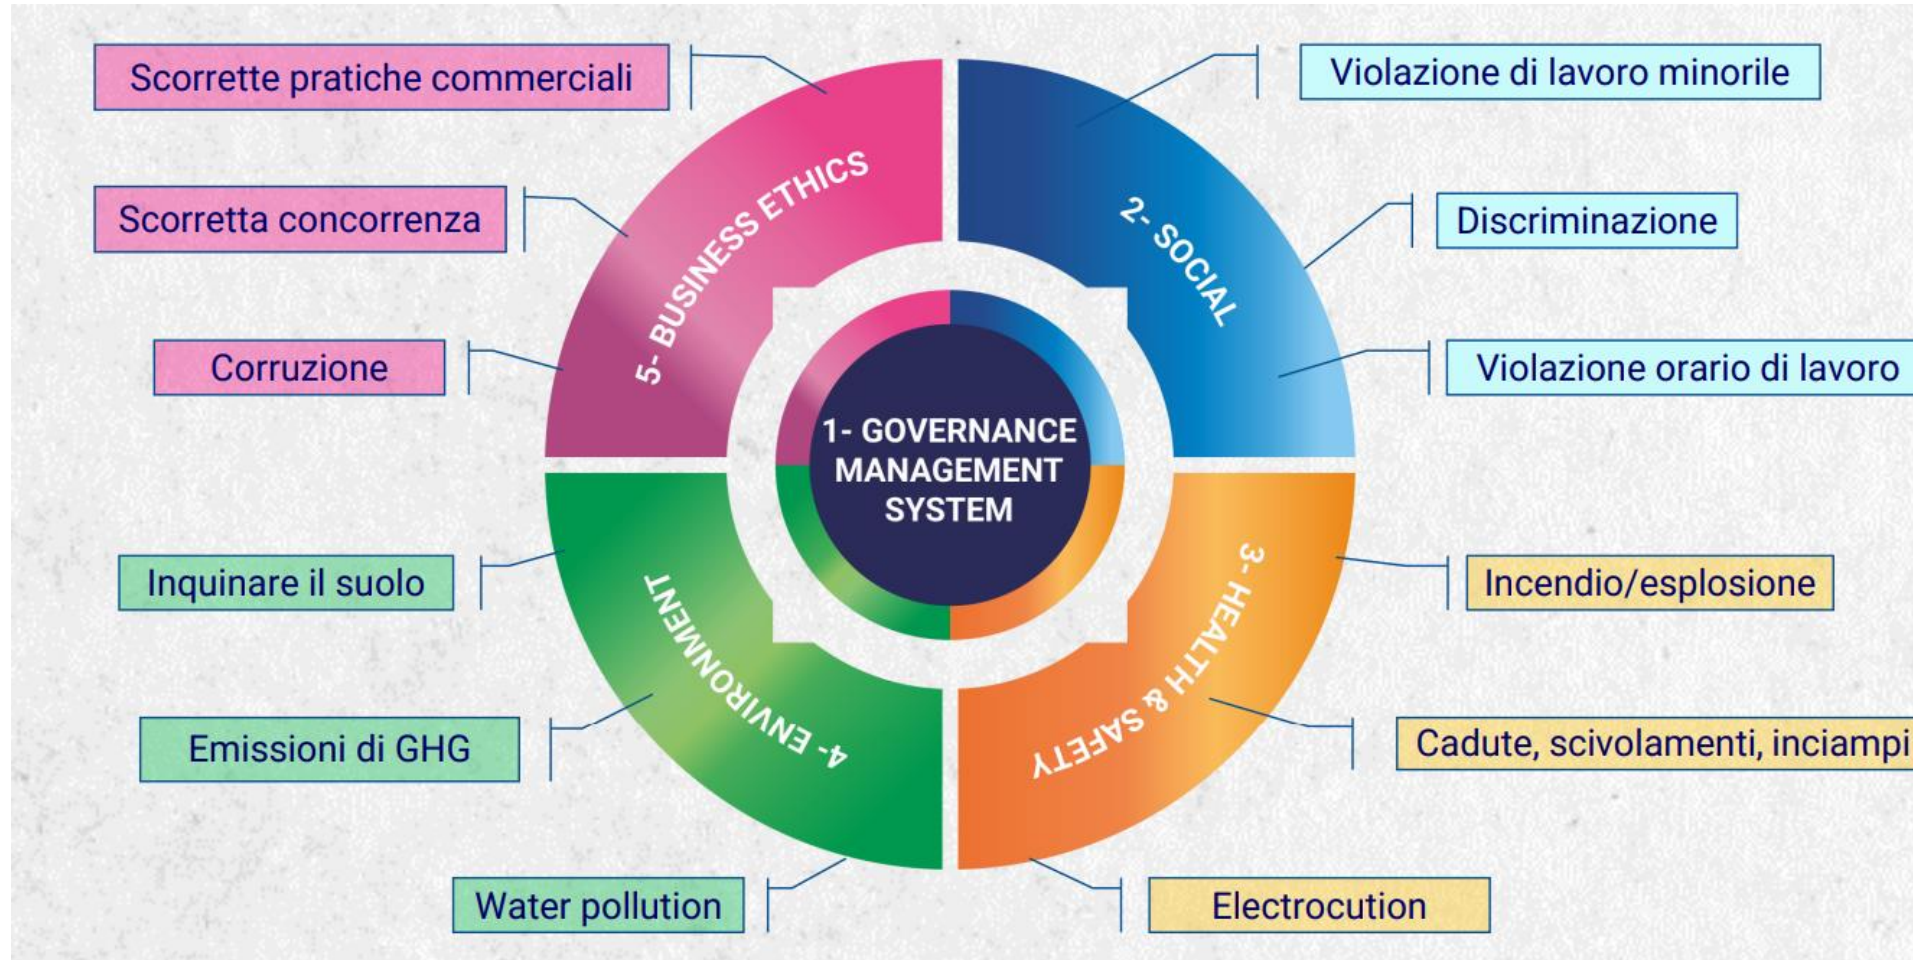 Scorrette pratiche commerciali
Scorretta concorrenza
Corruzione
5- BUSINESS ETHICS
Violazione di lavoro minorile
Discriminazione
Violazione orario di lavoro
2- SOCIAL
1- GOVERNANCE
MANAGEMENT
SYSTEM
Inquinare il suolo
Emissioni di GHG
Water pollution
4- ENVIRONMENT
Incendio/esplosione
Cadute, scivolamenti, inciampi
Electrocution
3- HEALTH & SAFETY